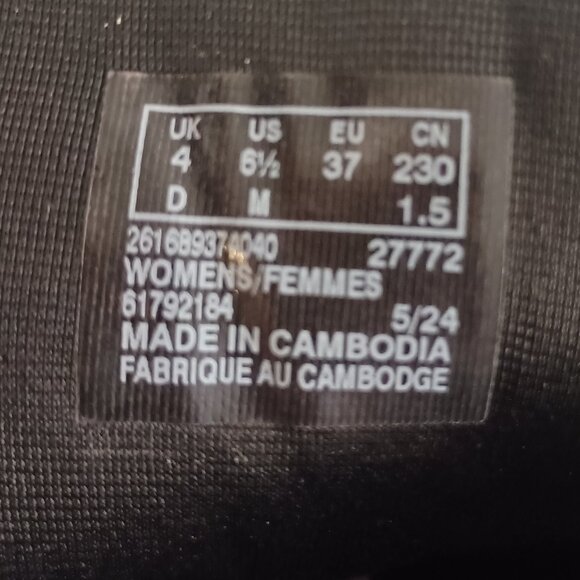 UK US EU CN
4 6½ 37 230
D M 1.5
261689374040 27772
WOMENS/FEMMES
61792184 5/24
MADE IN CAMBODIA
FABRIQUE AU CAMBODGE